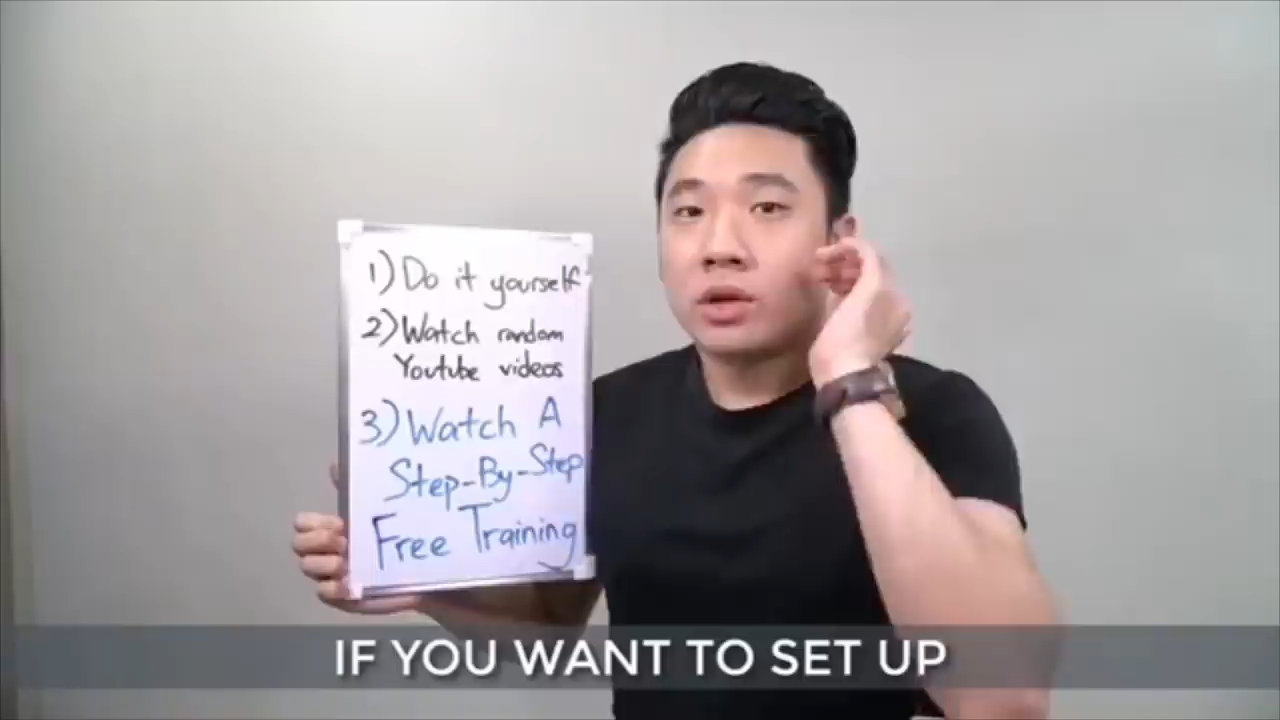 1) Do it yourself
2) Watch random
Youtube videos
3) Watch A
Step-By-Step
Free Training
IF YOU WANT TO SET UP